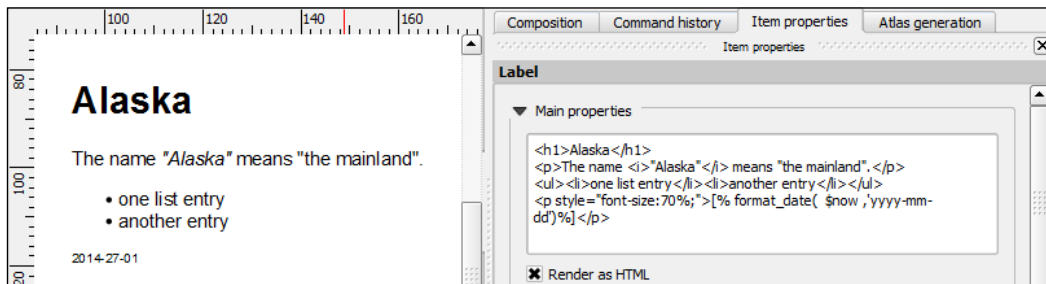 100 120 140 160
80
100
120
Alaska
The name "Alaska" means "the mainland".
• one list entry
• another entry
2014-27-01
Composition Command history Item properties Atlas generation
Item properties
Label
Main properties
<h1>Alaska</h1>
<p>The name <i>"Alaska"</i> means "the mainland".</p>
<ul><li>one list entry</li><li>another entry</li></ul>
<p style="font-size:70%;">[% format_date( $now ,'yyyy-mm-
dd')%]</p>
Render as HTML